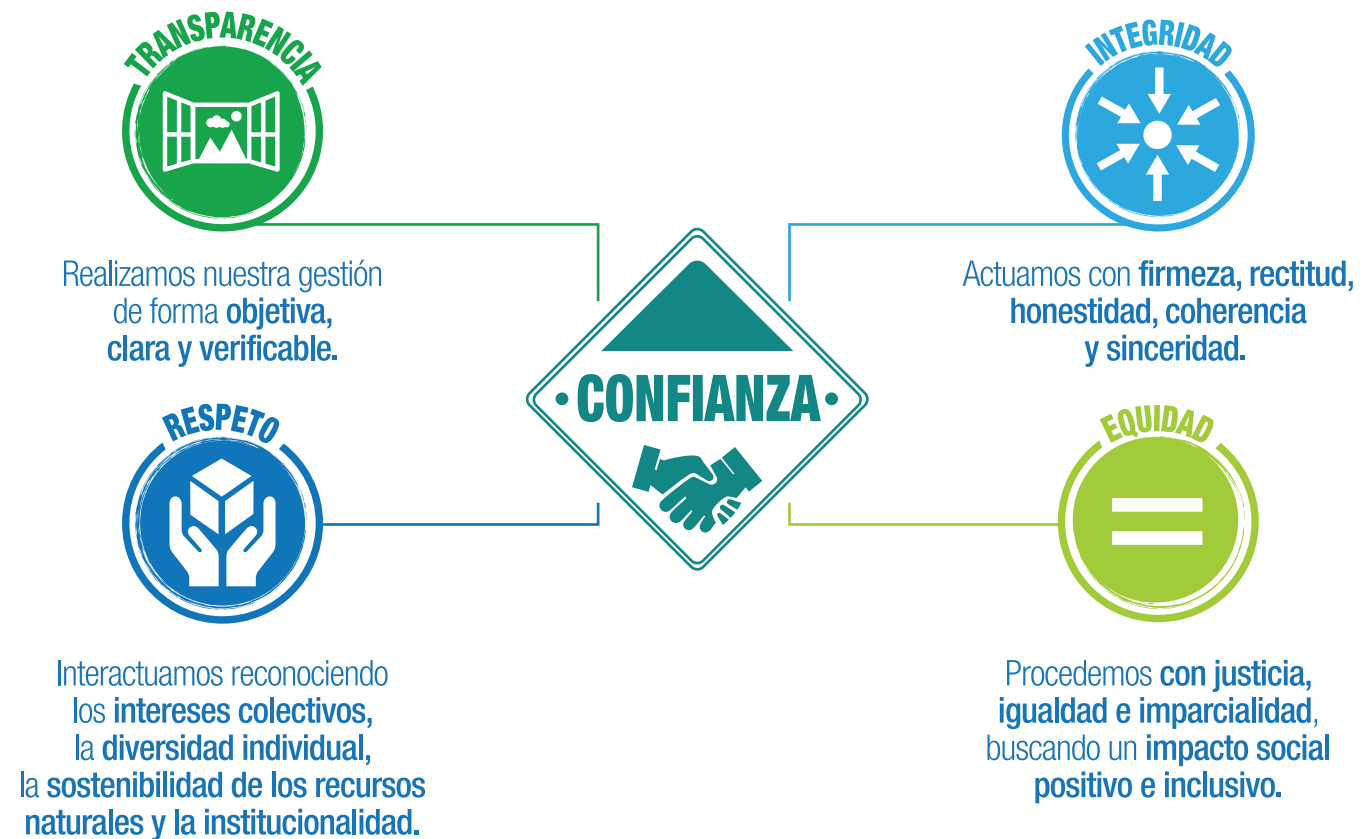 TRANSPARENCIA
Realizamos nuestra gestión
de forma objetiva,
clara y verificable.
INTEGRIDAD
Actuamos con firmeza, rectitud,
honestidad, coherencia
y sinceridad.
• CONFIANZA •
RESPETO
Interactuamos reconociendo
los intereses colectivos,
la diversidad individual,
la sostenibilidad de los recursos
naturales y la institucionalidad.
EQUIDAD
Procedemos con justicia,
igualdad e imparcialidad,
buscando un impacto social
positivo e inclusivo.